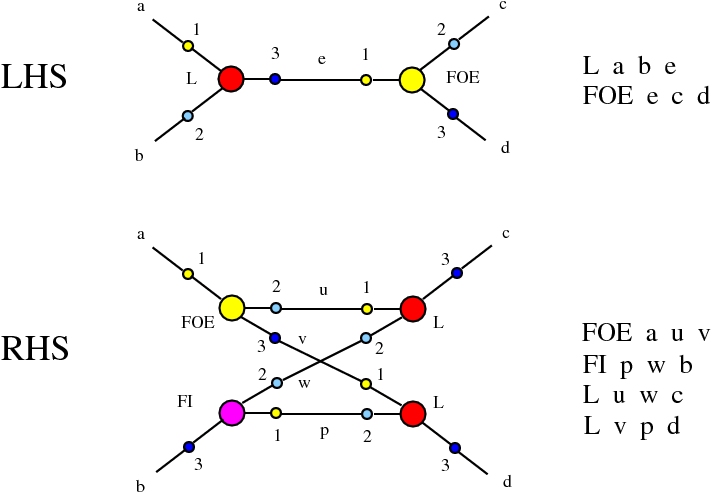 a
1
L
b
2
3
e
1
FOE
2
c
3
d
LHS
L a b e
FOE e c d
a
1
FOE
2
u
1
3
c
L
3
v
2
2
w
1
FI
L
1
p
2
3
b
3
d
RHS
FOE a u v
FI p w b
L u w c
L v p d